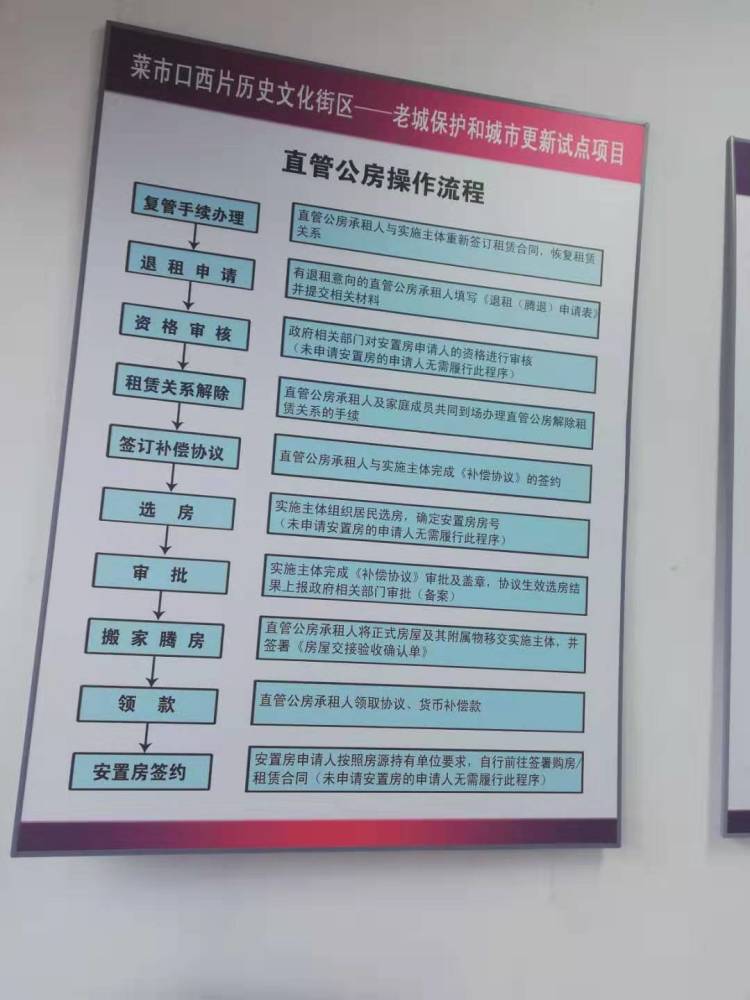 菜市口西片历史文化街区——老城保护和城市更新试点项目
直管公房操作流程
复管手续办理
直管公房承租人与实施主体重新签订租赁合同，恢复租赁
关系
退租申请
有退租意向的直管公房承租人填写《退租（腾退）申请表》
并提交相关材料
资格审核
政府相关部门对安置房申请人的资格进行审核
（未申请安置房的申请人无需履行此程序）
租赁关系解除
直管公房承租人及家庭成员共同到场办理直管公房解除租
赁关系的手续
签订补偿协议
直管公房承租人与实施主体完成《补偿协议》的签约
选房
实施主体组织居民选房，确定安置房房号
（未申请安置房的申请人无需履行此程序）
审批
实施主体完成《补偿协议》审批及盖章，协议生效选房结
果上报政府相关部门审批（备案）
搬家腾房
直管公房承租人将正式房屋及其附属物移交实施主体，并
签署《房屋交接验收确认单》
领款
直管公房承租人领取协议、货币补偿款
安置房签约
安置房申请人按照房源持有单位要求，自行前往签署购房/
租赁合同（未申请安置房的申请人无需履行此程序）